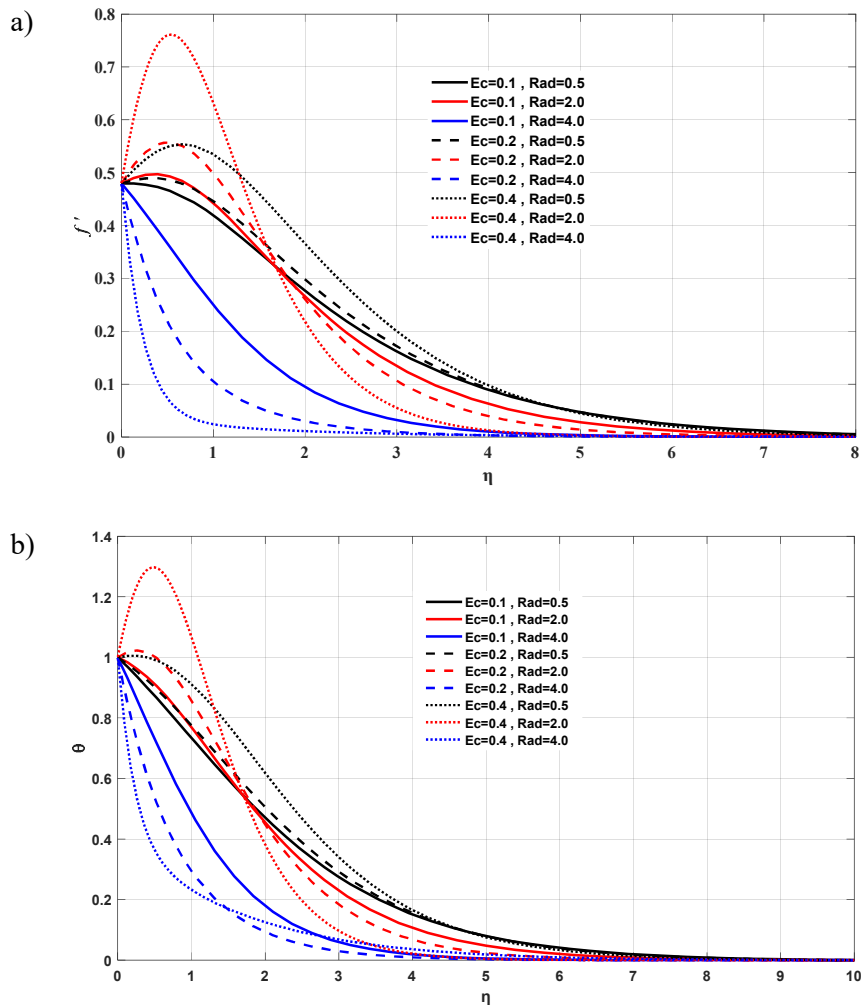 a)
0.8
0.7
0.6
0.5
0.4
0.3
0.2
0.1
0
f '
Ec=0.1 , Rad=0.5
Ec=0.1 , Rad=2.0
Ec=0.1 , Rad=4.0
Ec=0.2 , Rad=0.5
Ec=0.2 , Rad=2.0
Ec=0.2 , Rad=4.0
Ec=0.4 , Rad=0.5
Ec=0.4 , Rad=2.0
Ec=0.4 , Rad=4.0
0 1 2 3 4 5 6 7 8
η
b)
1.4
1.2
1
0.8
0.6
0.4
0.2
0
θ
Ec=0.1 , Rad=0.5
Ec=0.1 , Rad=2.0
Ec=0.1 , Rad=4.0
Ec=0.2 , Rad=0.5
Ec=0.2 , Rad=2.0
Ec=0.2 , Rad=4.0
Ec=0.4 , Rad=0.5
Ec=0.4 , Rad=2.0
Ec=0.4 , Rad=4.0
0 1 2 3 4 5 6 7 8 9 10
η